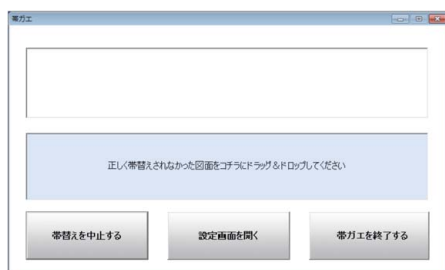 帯ガエ
正しく帯替えされなかった図面をコチラにドラッグ＆ドロップしてください
帯替えを中止する
設定画面を開く
帯ガエを終了する